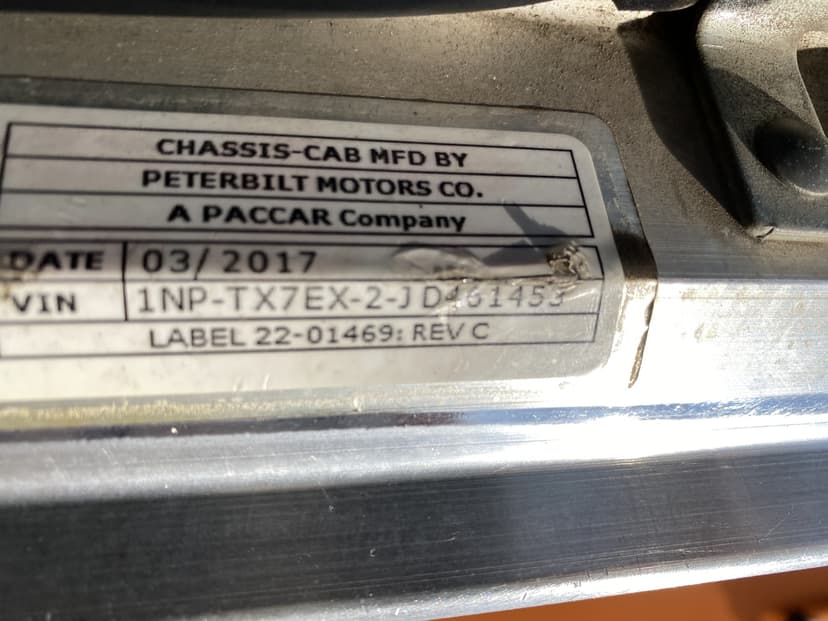 CHASSIS-CAB MFD BY
PETERBILT MOTORS CO.
A PACCAR Company
DATE 03/2017
VIN 1NP-TX7EX-2-JD461453
LABEL 22-01469: REV C